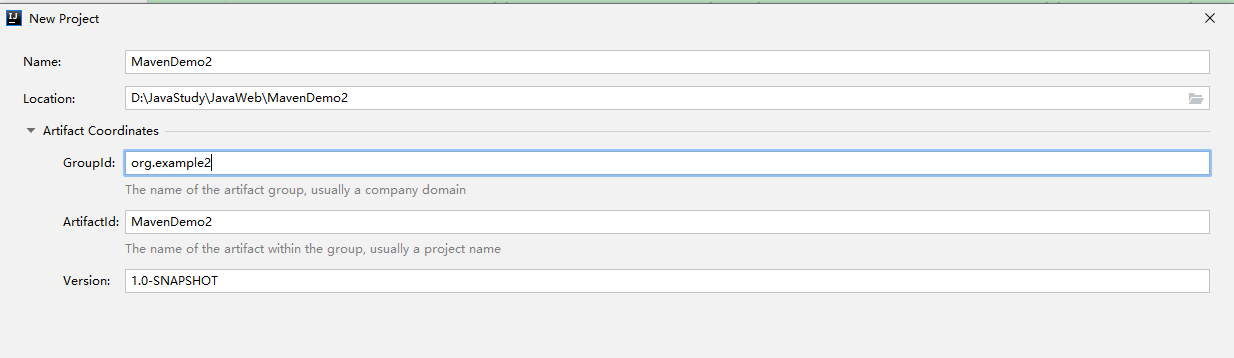 New Project
Name: MavenDemo2
Location: D:\JavaStudy\JavaWeb\MavenDemo2
Artifact Coordinates
GroupId: org.example2
The name of the artifact group, usually a company domain
ArtifactId: MavenDemo2
The name of the artifact within the group, usually a project name
Version: 1.0-SNAPSHOT